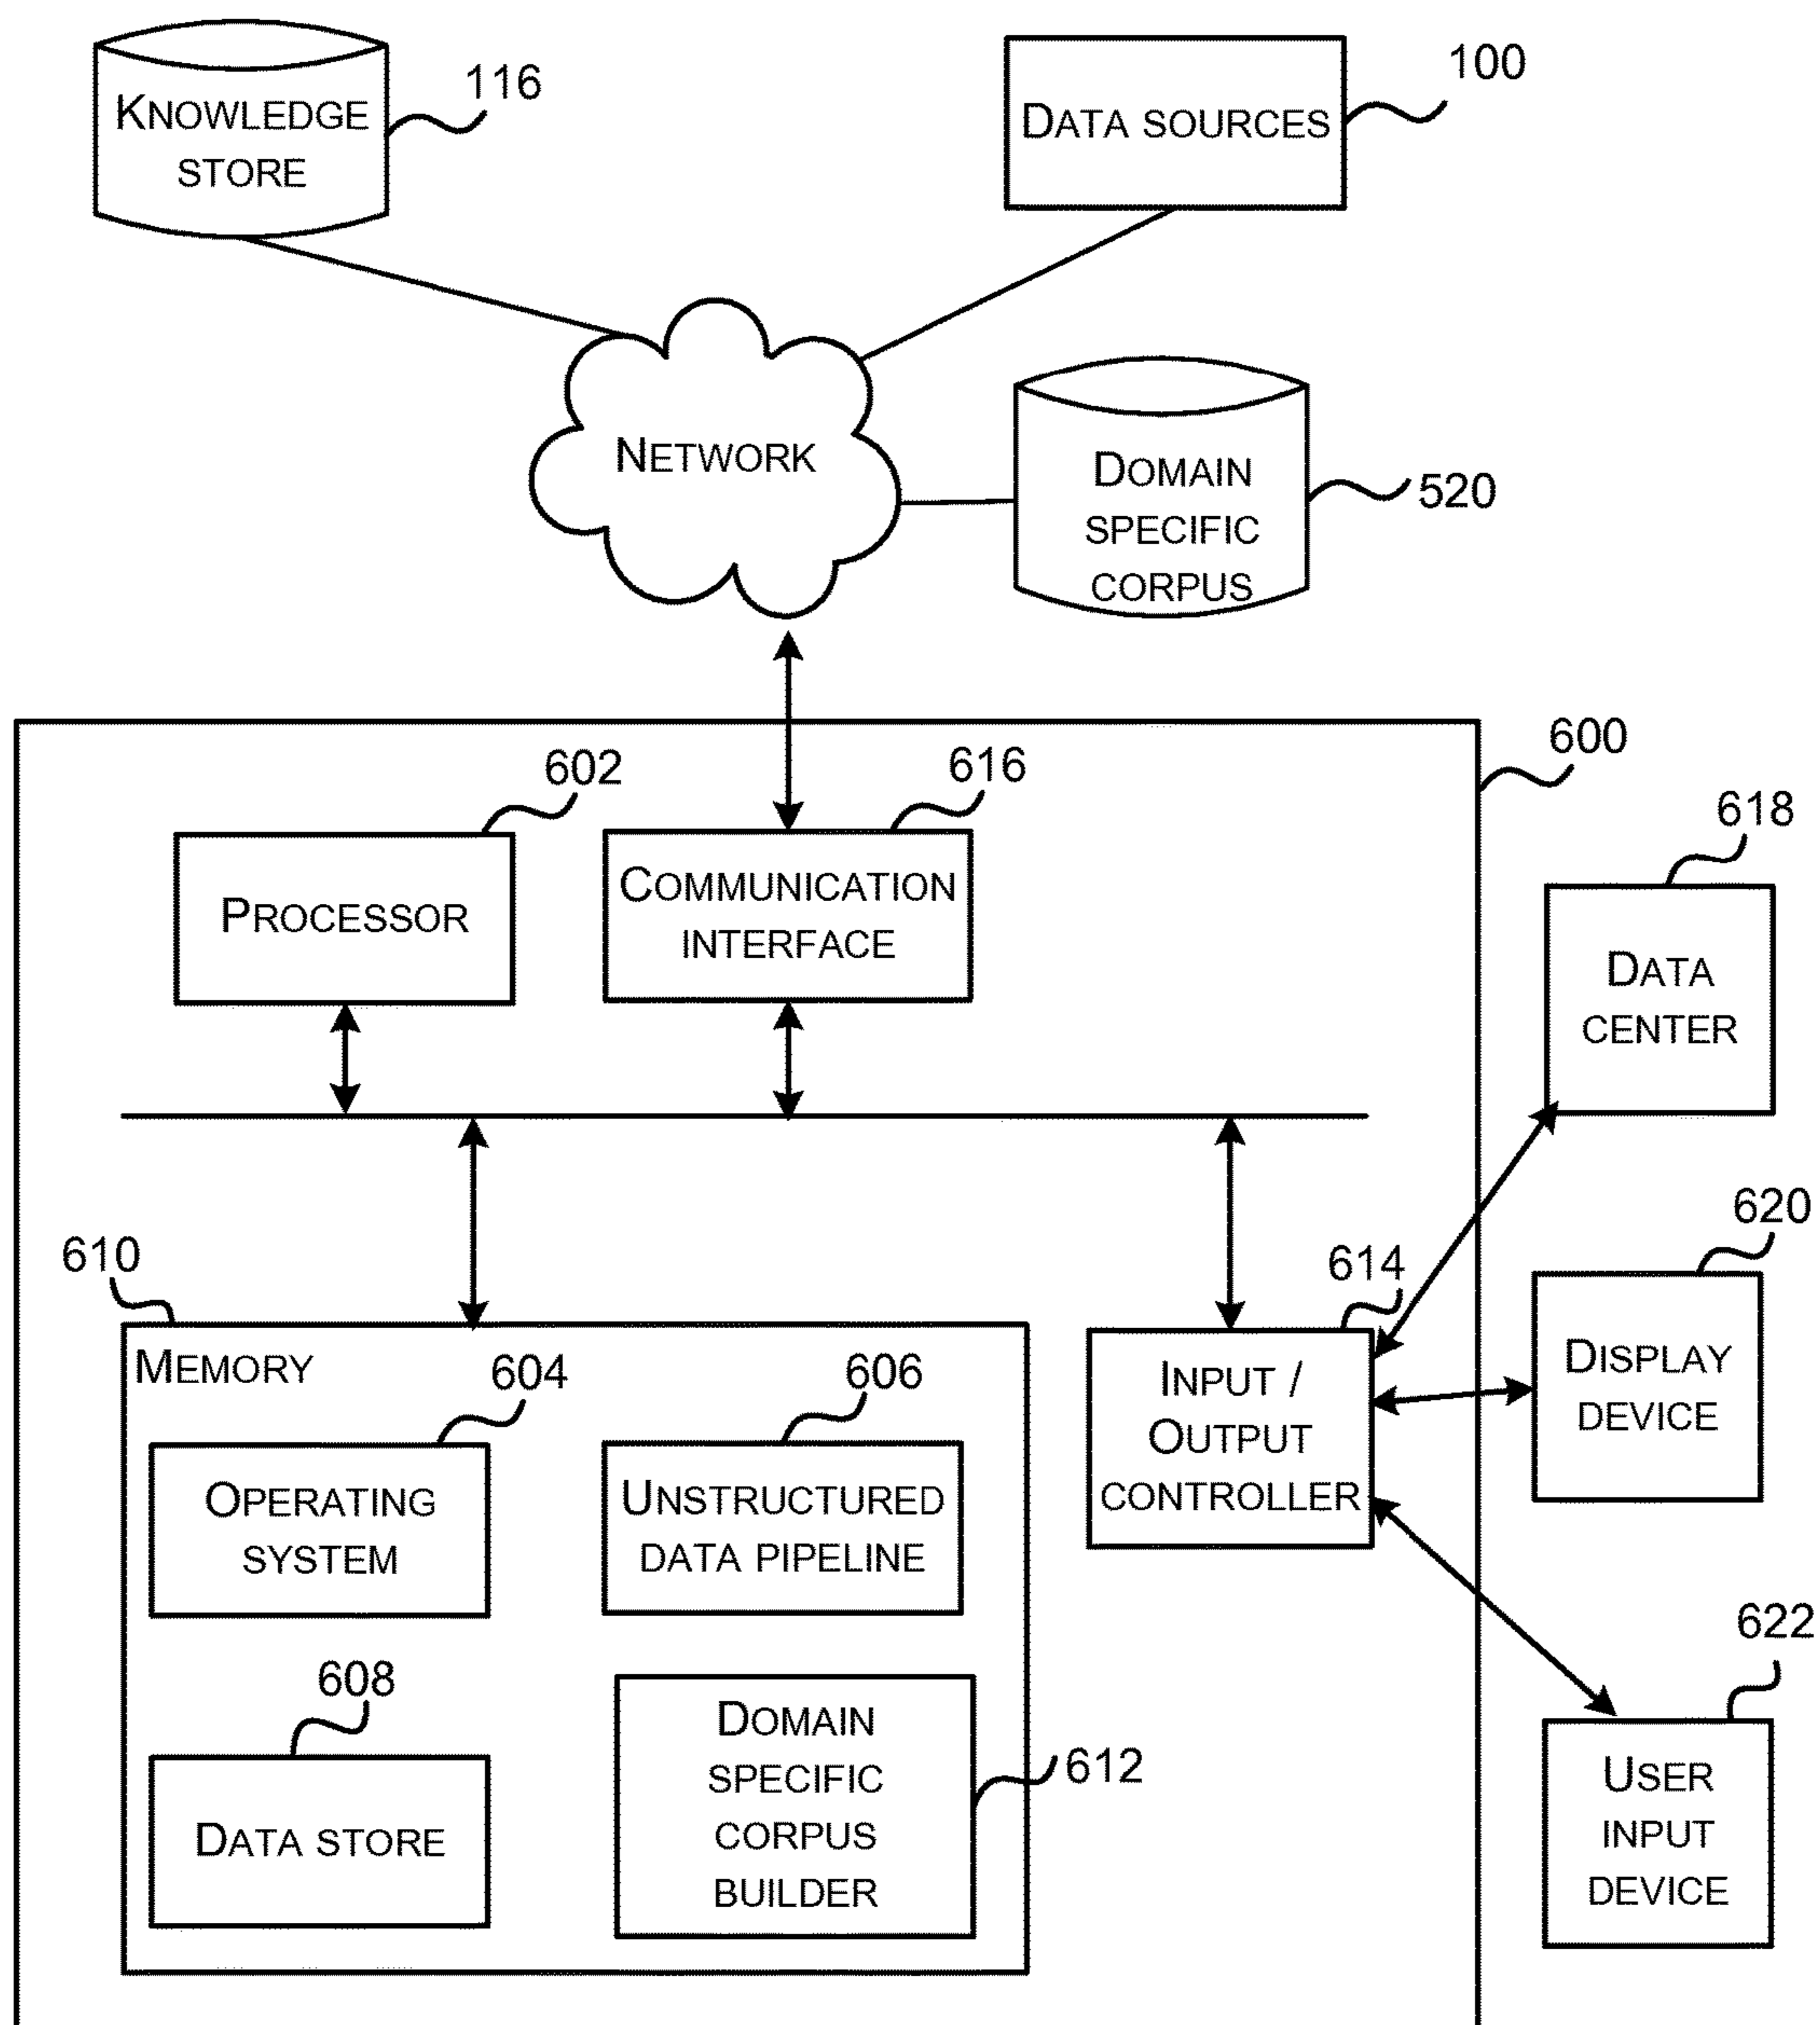 116
KNOWLEDGE
STORE
100
DATA SOURCES
NETWORK
DOMAIN
SPECIFIC
CORPUS
520
600
602
PROCESSOR
616
COMMUNICATION
INTERFACE
618
DATA
CENTER
620
DISPLAY
DEVICE
610
MEMORY
604
OPERATING
SYSTEM
606
UNSTRUCTURED
DATA PIPELINE
614
INPUT /
OUTPUT
CONTROLLER
608
DATA STORE
DOMAIN
SPECIFIC
CORPUS
BUILDER
612
622
USER
INPUT
DEVICE